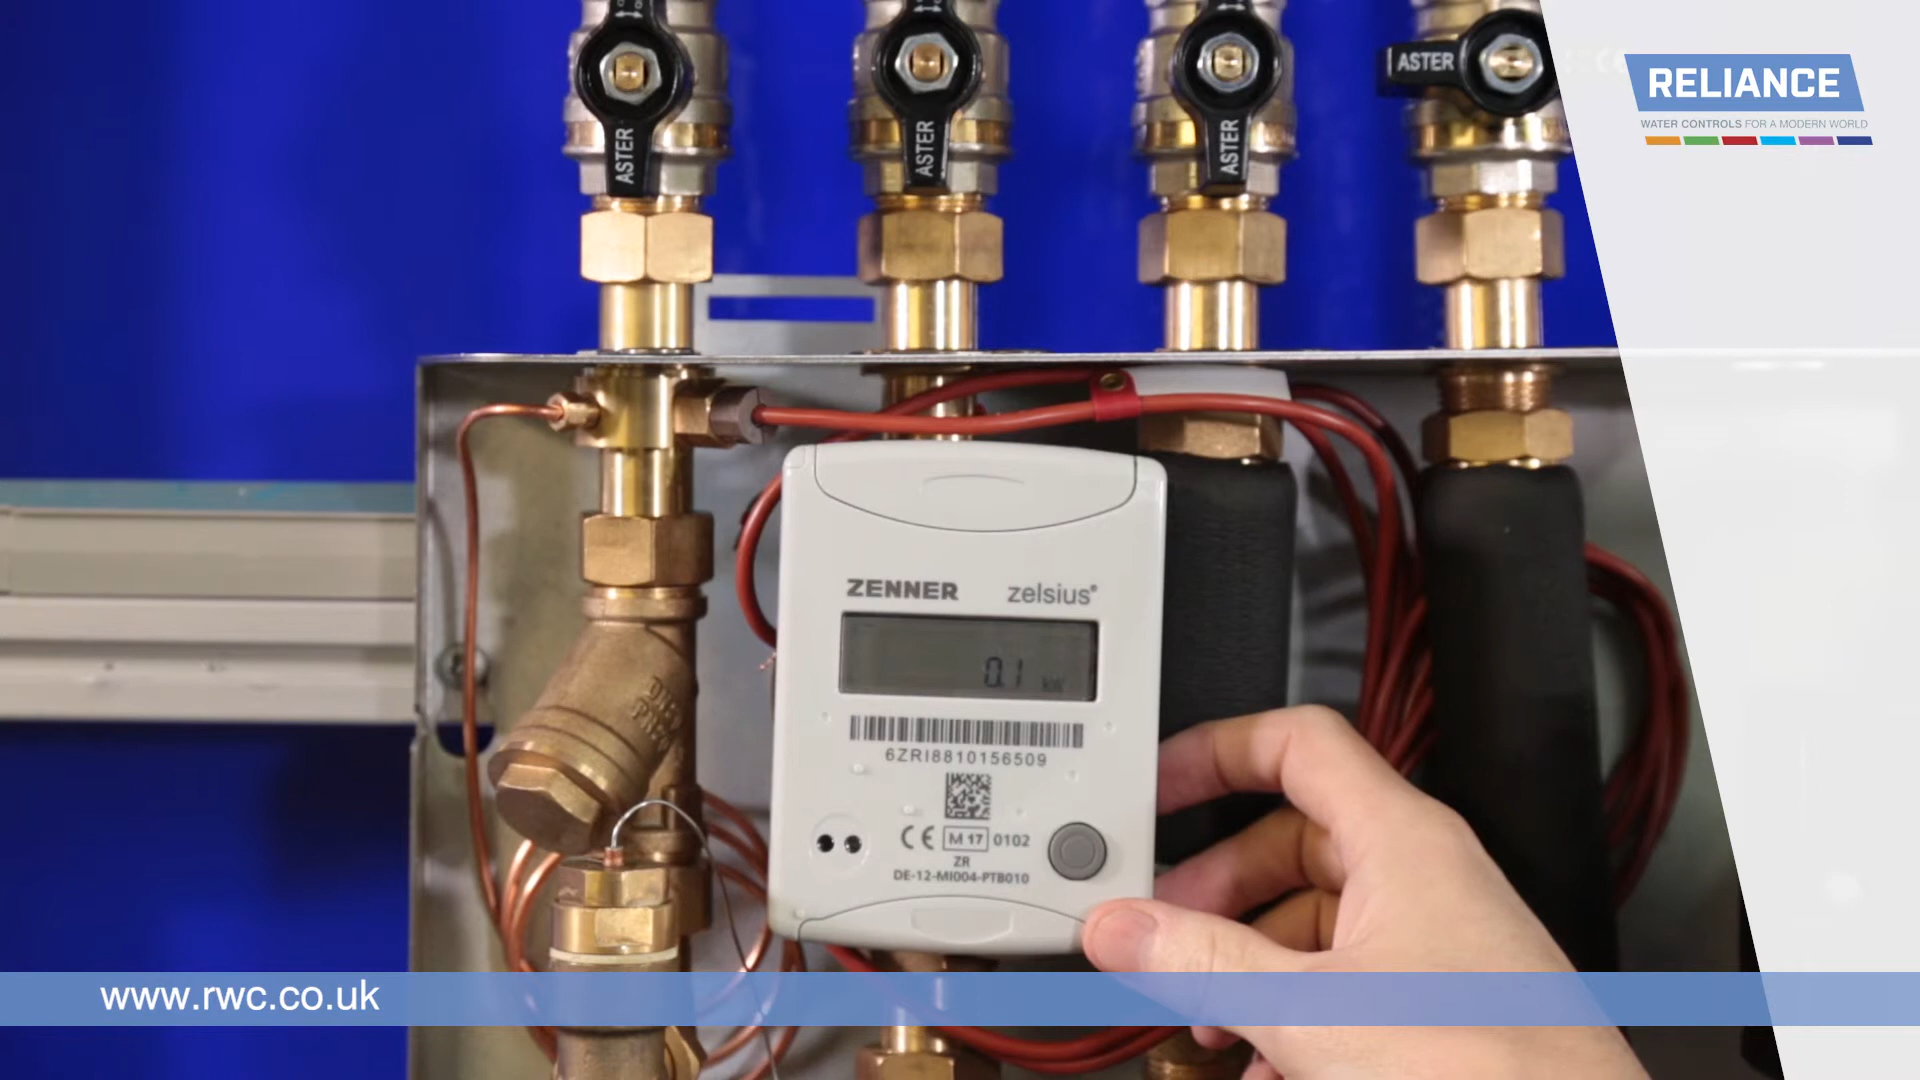 ASTER
ASTER
ASTER
ASTER
RELIANCE
WATER CONTROLS FOR A MODERN WORLD
ZENNER zelsius®
0.1 kW
6ZRI8810156509
CE M 17 0102
ZR
DE-12-MI004-PTB010
www.rwc.co.uk